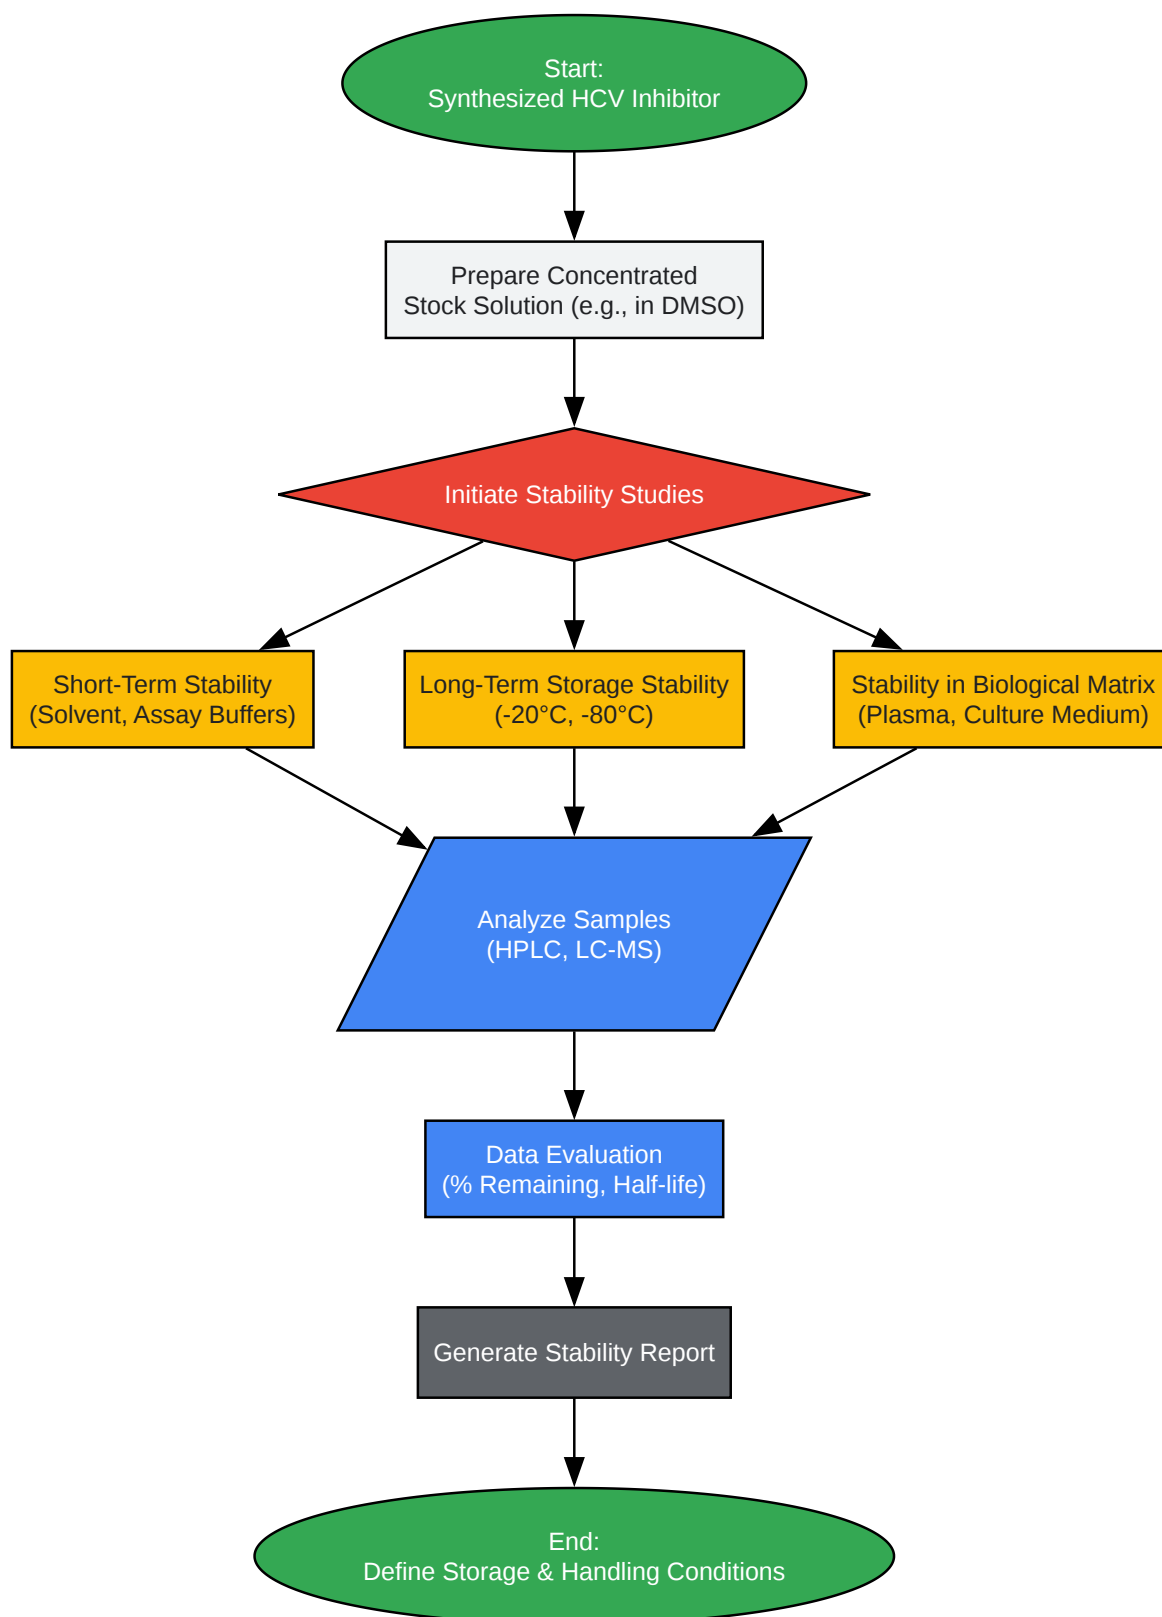 Start:
Synthesized HCV Inhibitor
Prepare Concentrated
Stock Solution (e.g., in DMSO)
Initiate Stability Studies
Short-Term Stability
(Solvent, Assay Buffers)
Long-Term Storage Stability
(-20°C, -80°C)
Stability in Biological Matrix
(Plasma, Culture Medium)
Analyze Samples
(HPLC, LC-MS)
Data Evaluation
(% Remaining, Half-life)
Generate Stability Report
End:
Define Storage & Handling Conditions